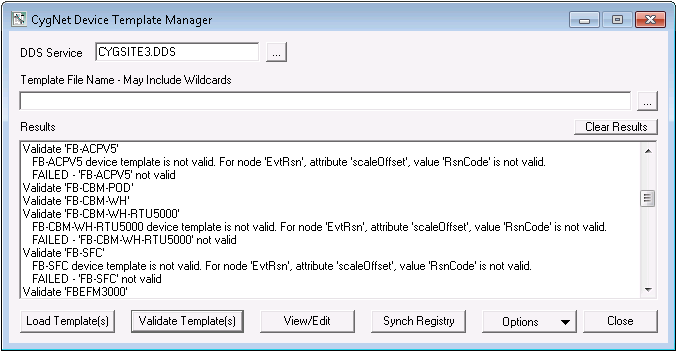 CygNet Device Template Manager
DDS Service CYGSITE3.DDS ...
Template File Name - May Include Wildcards
...
Results Clear Results
Validate 'FB-ACPV5'
FB-ACPV5 device template is not valid. For node 'EvtRsn', attribute 'scaleOffset', value 'RsnCode' is not valid.
FAILED - 'FB-ACPV5' not valid
Validate 'FB-CBM-POD'
Validate 'FB-CBM-WH'
Validate 'FB-CBM-WH-RTU5000'
FB-CBM-WH-RTU5000 device template is not valid. For node 'EvtRsn', attribute 'scaleOffset', value 'RsnCode' is not valid.
FAILED - 'FB-CBM-WH-RTU5000' not valid
Validate 'FB-SFC'
FB-SFC device template is not valid. For node 'EvtRsn', attribute 'scaleOffset', value 'RsnCode' is not valid.
FAILED - 'FB-SFC' not valid
Validate 'FBEFM3000'
Load Template(s) Validate Template(s) View/Edit Synch Registry Options Close